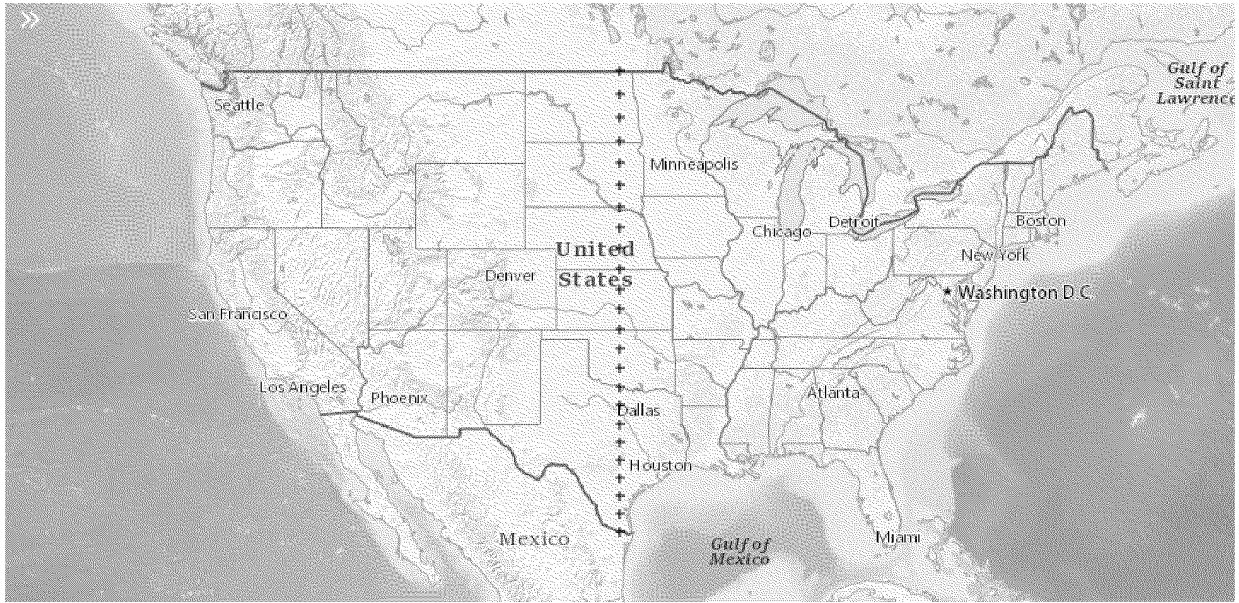 »
Gulf of
Saint
Lawrence
Seattle
Minneapolis
Detroit
Boston
Chicago
United
States
New York
Denver
Washington D.C
San Francisco
Los Angeles
Phoenix
Atlanta
Dallas
Houston
Mexico
Gulf of
Mexico
Miami